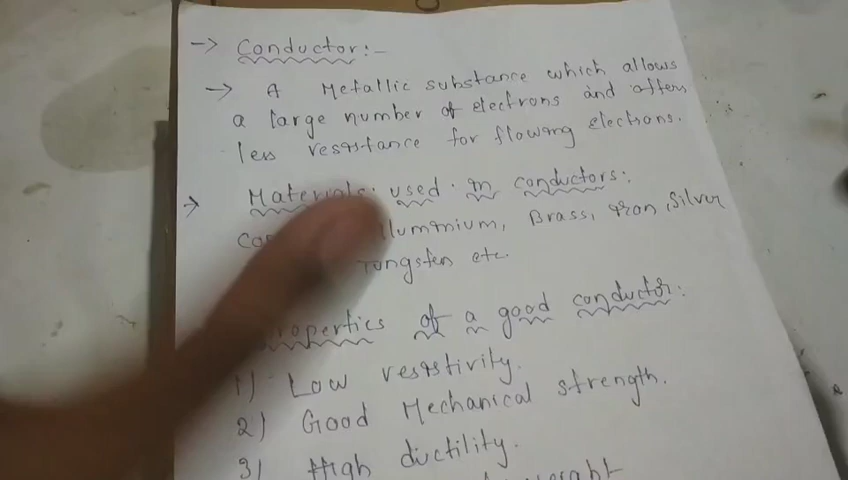 → Conductor:-
→ A Metallic substance which allows
a large number of electrons and offers
less resistance for flowing electrons.
→ Materials used in conductors:
Aluminium, Brass, iron, silver
Tungsten etc.
Properties of a good conductor:
1) Low resistivity.
2) Good Mechanical strength.
3) High ductility.